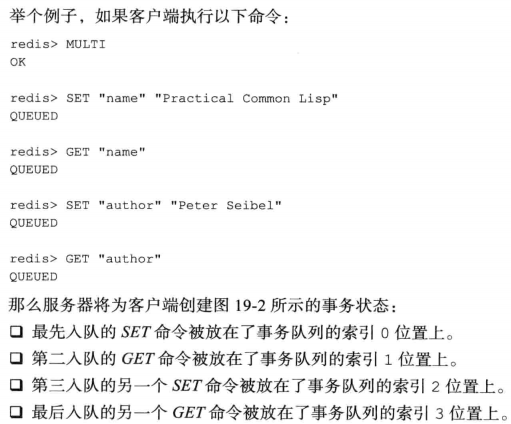 举个例子，如果客户端执行以下命令：
redis> MULTI
OK
redis> SET "name" "Practical Common Lisp"
QUEUED
redis> GET "name"
QUEUED
redis> SET "author" "Peter Seibel"
QUEUED
redis> GET "author"
QUEUED
那么服务器将为客户端创建图 19-2 所示的事务状态：
❑ 最先入队的 SET 命令被放在了事务队列的索引 0 位置上。
❑ 第二入队的 GET 命令被放在了事务队列的索引 1 位置上。
❑ 第三入队的另一个 SET 命令被放在了事务队列的索引 2 位置上。
❑ 最后入队的另一个 GET 命令被放在了事务队列的索引 3 位置上。